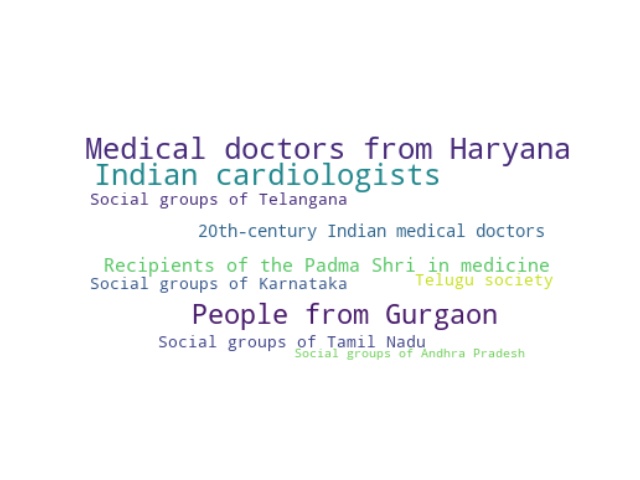 Medical doctors from Haryana
Indian cardiologists
Social groups of Telangana
20th-century Indian medical doctors
Recipients of the Padma Shri in medicine
Telugu society
Social groups of Karnataka
People from Gurgaon
Social groups of Tamil Nadu
Social groups of Andhra Pradesh